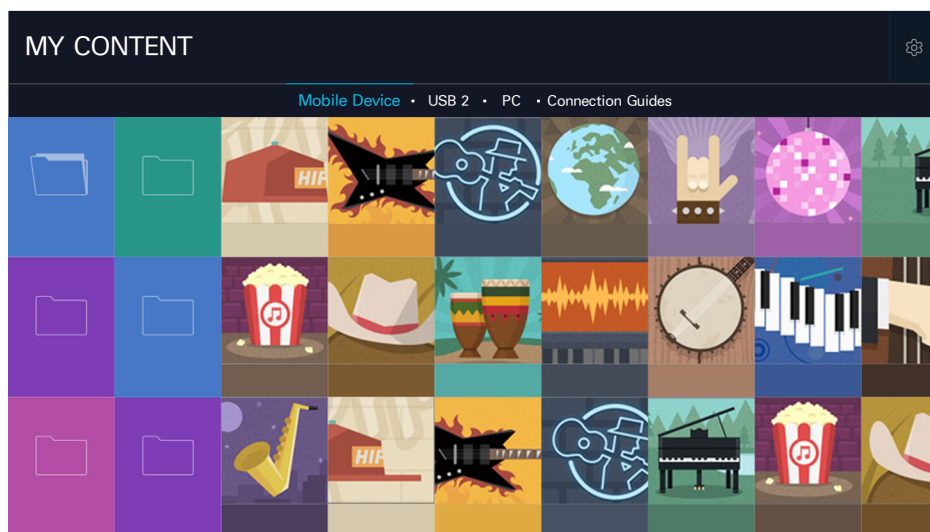 MY CONTENT
Mobile Device • USB 2 • PC • Connection Guides
HIP
HIP